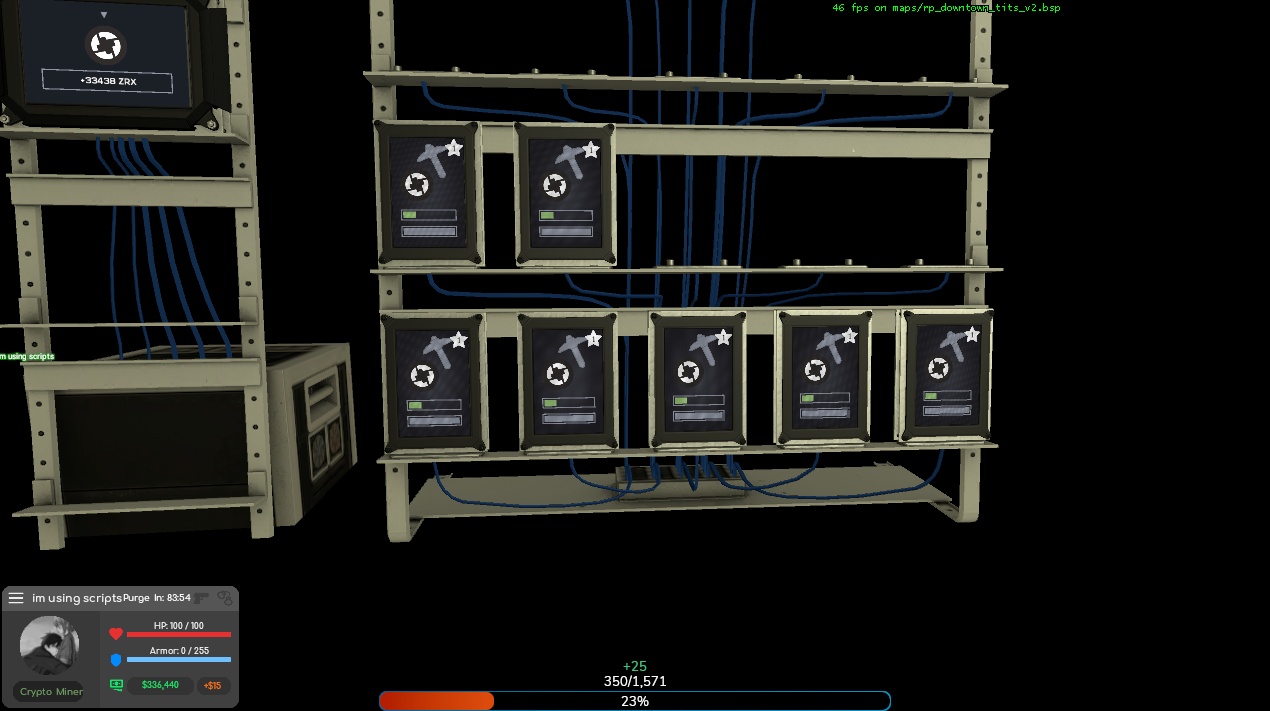 46 fps on maps/rp_downtown_tits_v2.bsp
+33438 ZRX
m using scripts
im using scripts Purge In: 83:54
HP: 100 / 100
Armor: 0 / 255
$336,440
+$15
Crypto Miner
+25
350/1,571
23%